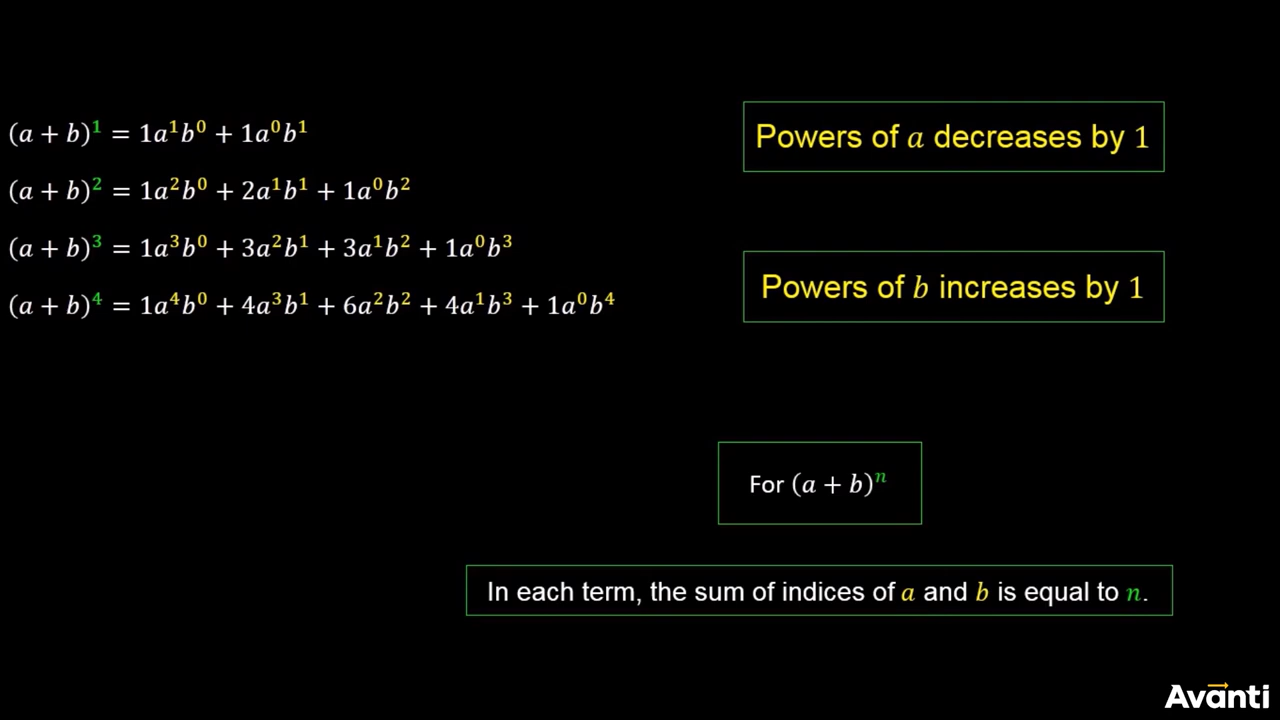 (a + b)¹ = 1a¹b⁰ + 1a⁰b¹
(a + b)² = 1a²b⁰ + 2a¹b¹ + 1a⁰b²
(a + b)³ = 1a³b⁰ + 3a²b¹ + 3a¹b² + 1a⁰b³
(a + b)⁴ = 1a⁴b⁰ + 4a³b¹ + 6a²b² + 4a¹b³ + 1a⁰b⁴
Powers of a decreases by 1
Powers of b increases by 1
For (a + b)ⁿ
In each term, the sum of indices of a and b is equal to n.
Avanti